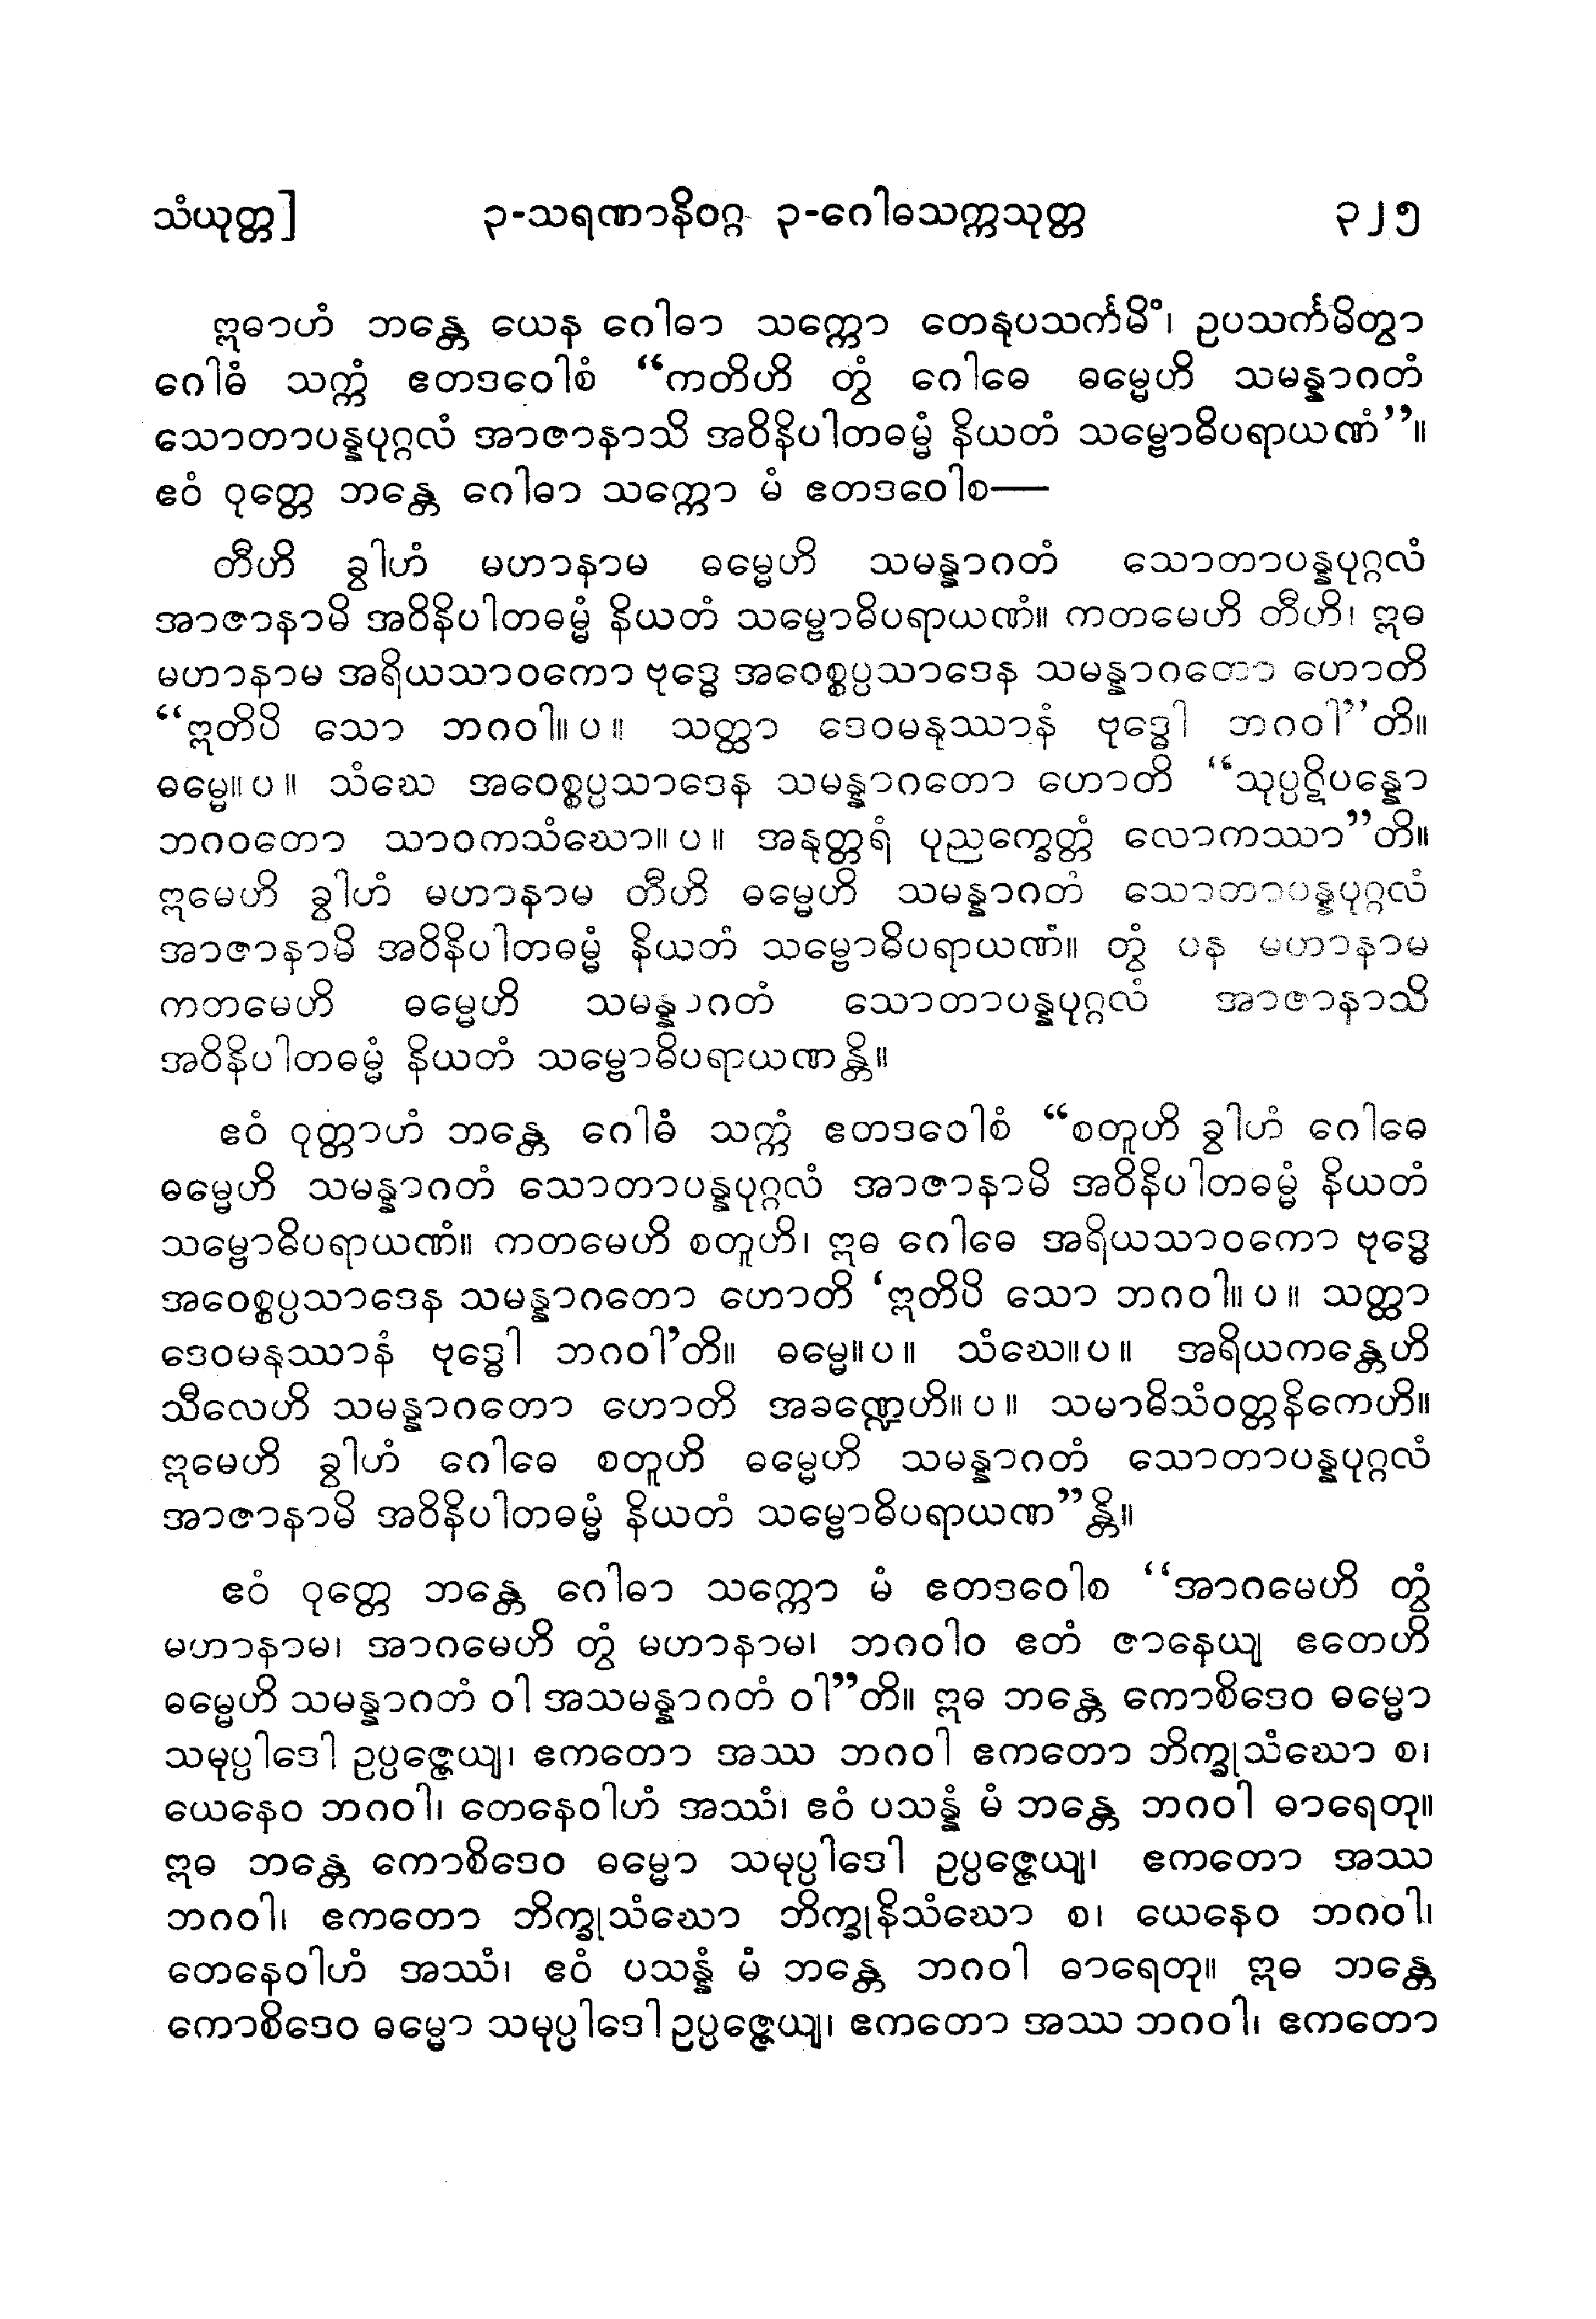 သံယုတ္တ] ၃-သရဏာနိဝဂ္ဂ ၃-ဂေါဓသက္ကသုတ္တ ၃၂၅
ဣဓာဟံ ဘန္တေ ယေန ဂေါဓာ သက္ကော တေနုပသင်္ကမိံ၊ ဥပသင်္ကမိတွာ
ဂေါဓံ သက္ကံ ဧတဒဝေါစံ “ကတိဟိ တွံ ဂေါဓေ ဓမ္မေဟိ သမန္နာဂတံ
သောတာပန္နပုဂ္ဂလံ အာဇာနာသိ အဝိနိပါတဓမ္မံ နိယတံ သမ္ဗောဓိပရာယဏံ”။
ဧဝံ ဝုတ္တေ ဘန္တေ ဂေါဓာ သက္ကော မံ ဧတဒဝေါစ—
တီဟိ ခွါဟံ မဟာနာမ ဓမ္မေဟိ သမန္နာဂတံ သောတာပန္နပုဂ္ဂလံ
အာဇာနာမိ အဝိနိပါတဓမ္မံ နိယတံ သမ္ဗောဓိပရာယဏံ။ ကတမေဟိ တီဟိ၊ ဣဓ
မဟာနာမ အရိယသာဝကော ဗုဒ္ဓေ အဝေစ္စပ္ပသာဒေန သမန္နာဂတော ဟောတိ
“ဣတိပိ သော ဘဂဝါ။ပ။ သတ္ထာ ဒေဝမနုဿာနံ ဗုဒ္ဓေါ ဘဂဝါ”တိ။
ဓမ္မေ။ပ။ သံဃေ အဝေစ္စပ္ပသာဒေန သမန္နာဂတော ဟောတိ “သုပ္ပဋိပန္နော
ဘဂဝတော သာဝကသံဃော။ပ။ အနုတ္တရံ ပုညက္ခေတ္တံ လောကဿာ”တိ။
ဣမေဟိ ခွါဟံ မဟာနာမ တီဟိ ဓမ္မေဟိ သမန္နာဂတံ သောတာပန္နပုဂ္ဂလံ
အာဇာနာမိ အဝိနိပါတဓမ္မံ နိယတံ သမ္ဗောဓိပရာယဏံ။ တွံ ပန မဟာနာမ
ကတမေဟိ ဓမ္မေဟိ သမန္နာဂတံ သောတာပန္နပုဂ္ဂလံ အာဇာနာသိ
အဝိနိပါတဓမ္မံ နိယတံ သမ္ဗောဓိပရာယဏန္တိ။
ဧဝံ ဝုတ္တာဟံ ဘန္တေ ဂေါဓံ သက္ကံ ဧတဒဝေါစံ “စတူဟိ ခွါဟံ ဂေါဓေ
ဓမ္မေဟိ သမန္နာဂတံ သောတာပန္နပုဂ္ဂလံ အာဇာနာမိ အဝိနိပါတဓမ္မံ နိယတံ
သမ္ဗောဓိပရာယဏံ။ ကတမေဟိ စတူဟိ၊ ဣဓ ဂေါဓေ အရိယသာဝကော ဗုဒ္ဓေ
အဝေစ္စပ္ပသာဒေန သမန္နာဂတော ဟောတိ ‘ဣတိပိ သော ဘဂဝါ။ပ။ သတ္ထာ
ဒေဝမနုဿာနံ ဗုဒ္ဓေါ ဘဂဝါ’တိ။ ဓမ္မေ။ပ။ သံဃေ။ပ။ အရိယကန္တေဟိ
သီလေဟိ သမန္နာဂတော ဟောတိ အခဏ္ဍေဟိ။ပ။ သမာဓိသံဝတ္တနိကေဟိ။
ဣမေဟိ ခွါဟံ ဂေါဓေ စတူဟိ ဓမ္မေဟိ သမန္နာဂတံ သောတာပန္နပုဂ္ဂလံ
အာဇာနာမိ အဝိနိပါတဓမ္မံ နိယတံ သမ္ဗောဓိပရာယဏ”န္တိ။
ဧဝံ ဝုတ္တေ ဘန္တေ ဂေါဓာ သက္ကော မံ ဧတဒဝေါစ “အာဂမေဟိ တွံ
မဟာနာမ၊ အာဂမေဟိ တွံ မဟာနာမ၊ ဘဂဝါဝ ဧတံ ဇာနေယျ ဧတေဟိ
ဓမ္မေဟိ သမန္နာဂတံ ဝါ အသမန္နာဂတံ ဝါ”တိ။ ဣဓ ဘန္တေ ကောစိဒေဝ ဓမ္မော
သမုပ္ပါဒေါ ဥပ္ပဇ္ဇေယျ၊ ဧကတော အဿ ဘဂဝါ ဧကတော ဘိက္ခုသံဃော စ၊
ယေနေဝ ဘဂဝါ၊ တေနေဝါဟံ အဿံ၊ ဧဝံ ပသန္နံ မံ ဘန္တေ ဘဂဝါ ဓာရေတု။
ဣဓ ဘန္တေ ကောစိဒေဝ ဓမ္မော သမုပ္ပါဒေါ ဥပ္ပဇ္ဇေယျ၊ ဧကတော အဿ
ဘဂဝါ၊ ဧကတော ဘိက္ခုသံဃော ဘိက္ခုနိသံဃော စ၊ ယေနေဝ ဘဂဝါ၊
တေနေဝါဟံ အဿံ၊ ဧဝံ ပသန္နံ မံ ဘန္တေ ဘဂဝါ ဓာရေတု။ ဣဓ ဘန္တေ
ကောစိဒေဝ ဓမ္မော သမုပ္ပါဒေါ ဥပ္ပဇ္ဇေယျ၊ ဧကတော အဿ ဘဂဝါ၊ ဧကတော